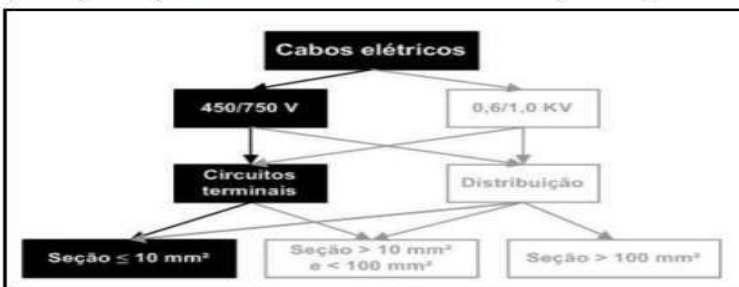 Cabos elétricos
450/750 V
0,6/1,0 KV
Circuitos
terminais
Distribuição
Seção ≤ 10 mm²
Seção > 10 mm²
e < 100 mm²
Seção > 100 mm²